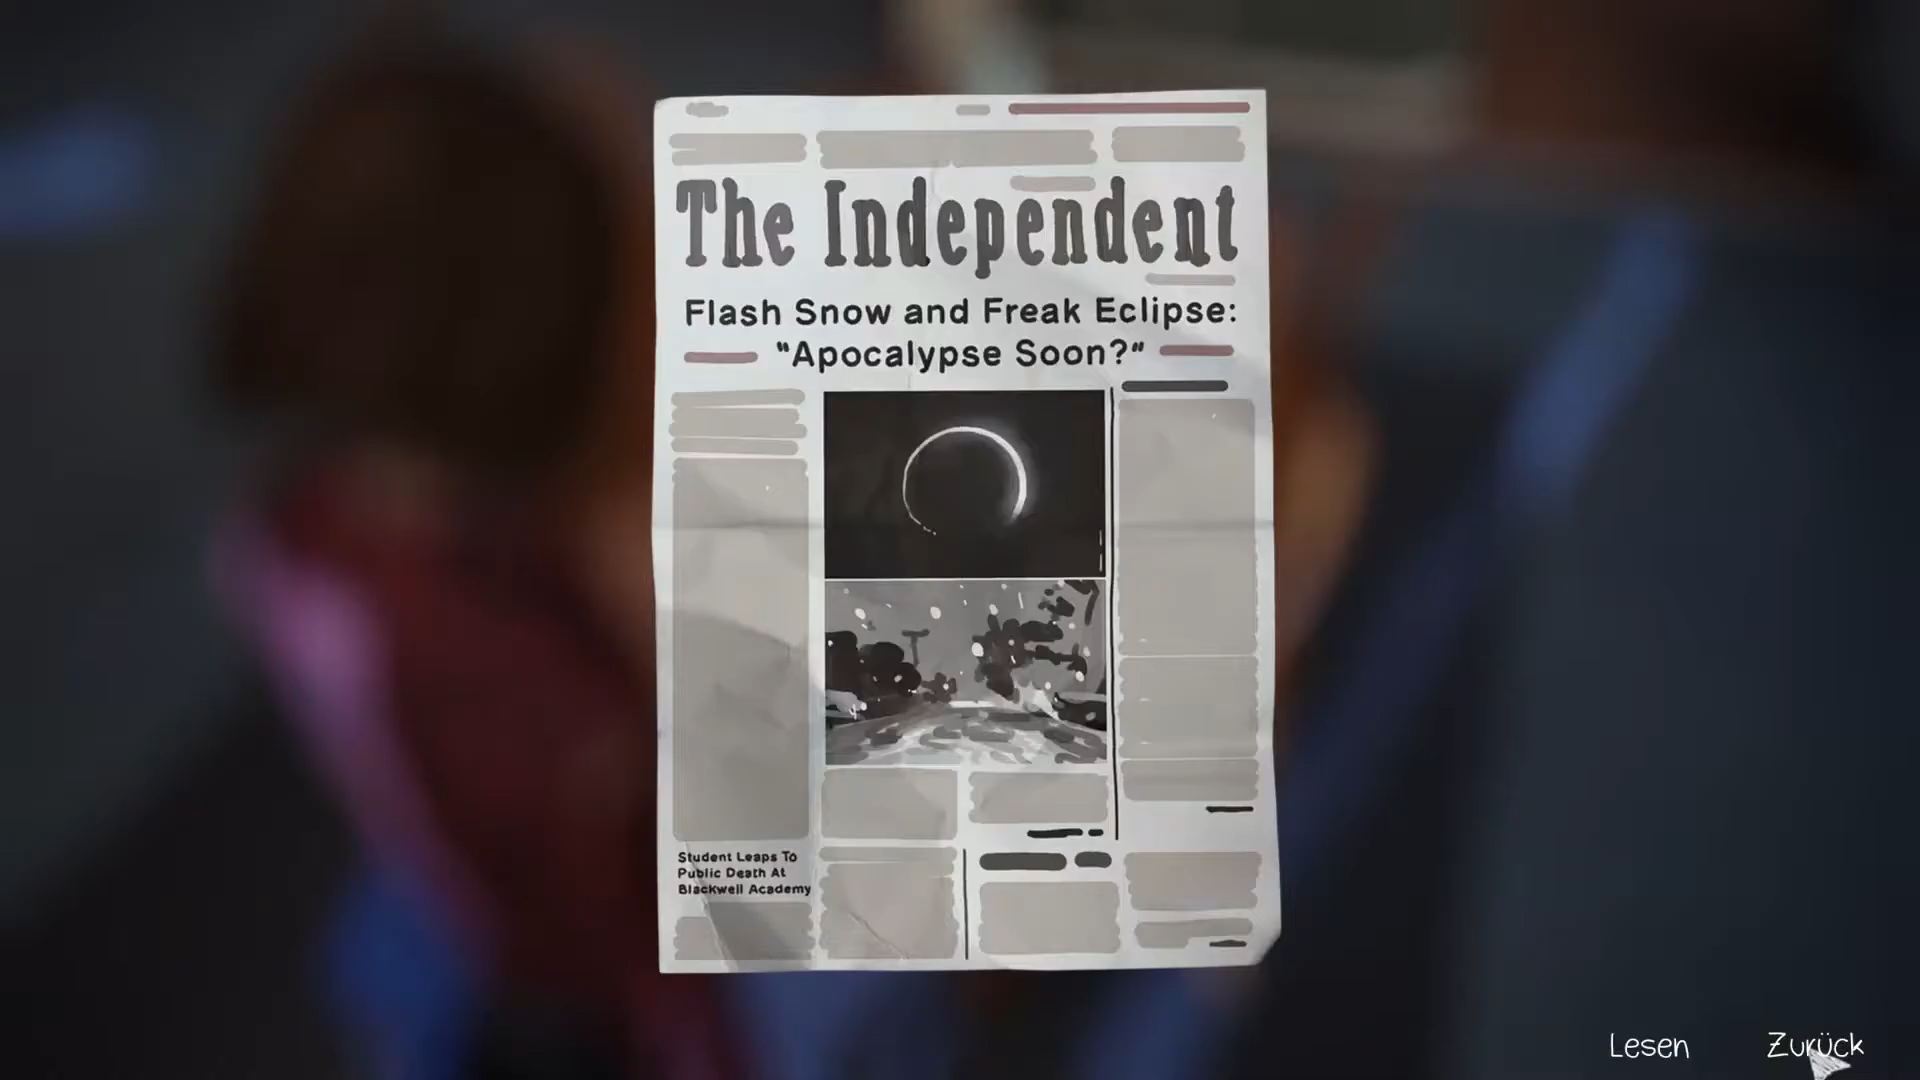 The Independent
Flash Snow and Freak Eclipse:
"Apocalypse Soon?"
Student Leaps To
Public Death At
Blackwell Academy
Lesen
Zurück